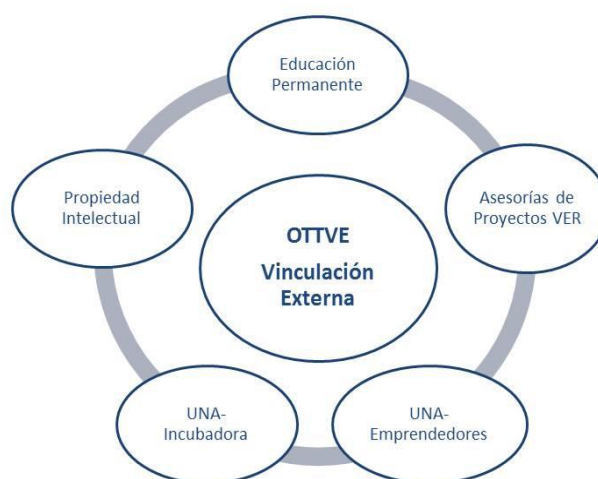 Educación
Permanente
Propiedad
Intelectual
Asesorías de
Proyectos VER
OTTVE
Vinculación
Externa
UNA-
Incubadora
UNA-
Emprendedores